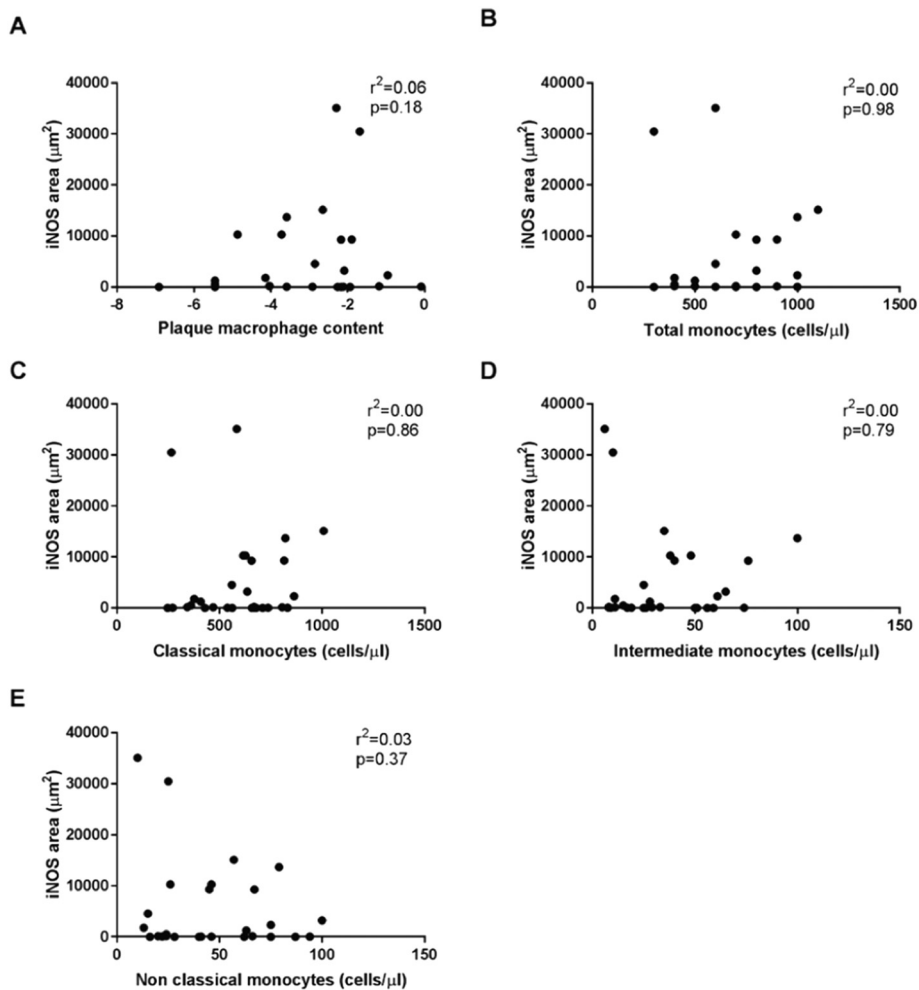 A
40000
30000
20000
10000
0
iNOS area (μm²)
r²=0.06
p=0.18
-8 -6 -4 -2 0
Plaque macrophage content
B
40000
30000
20000
10000
0
iNOS area (μm²)
r²=0.00
p=0.98
0 500 1000 1500
Total monocytes (cells/μl)
C
40000
30000
20000
10000
0
iNOS area (μm²)
r²=0.00
p=0.86
0 500 1000 1500
Classical monocytes (cells/μl)
D
40000
30000
20000
10000
0
iNOS area (μm²)
r²=0.00
p=0.79
0 50 100 150
Intermediate monocytes (cells/μl)
E
40000
30000
20000
10000
0
iNOS area (μm²)
r²=0.03
p=0.37
0 50 100 150
Non classical monocytes (cells/μl)